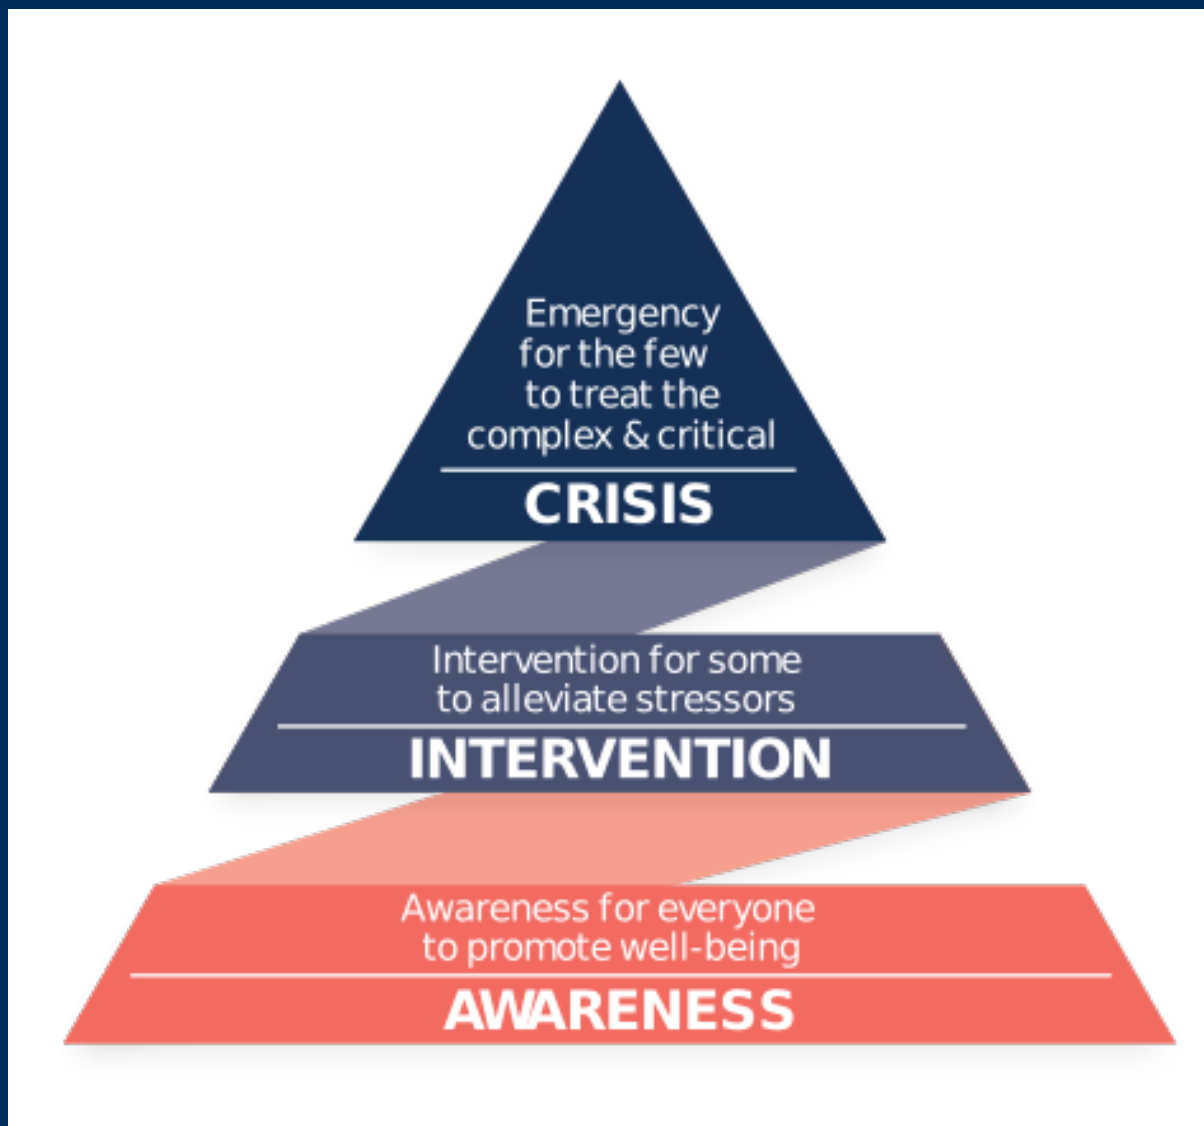 Emergency
for the few
to treat the
complex & critical
CRISIS
Intervention for some
to alleviate stressors
INTERVENTION
Awareness for everyone
to promote well-being
AWARENESS